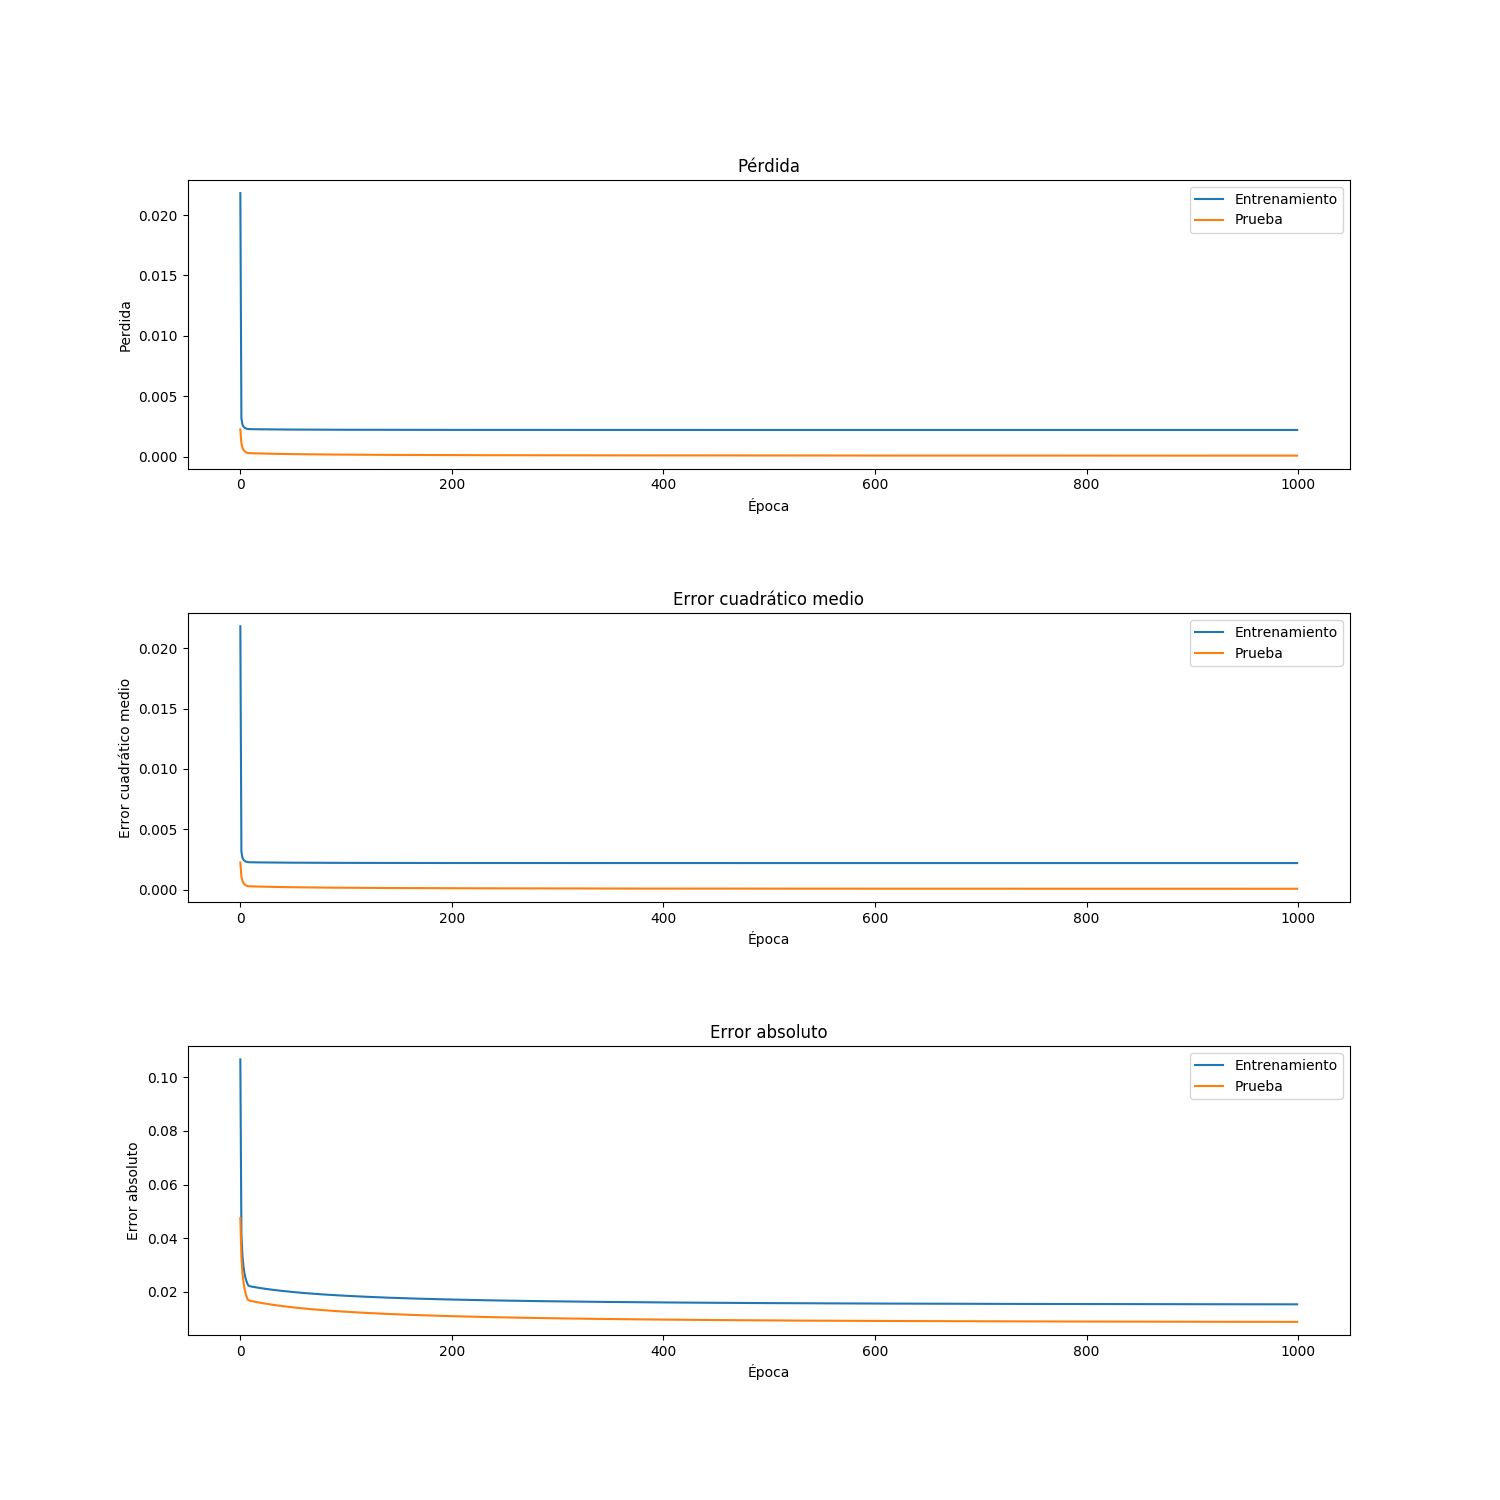 Pérdida
Entrenamiento
Prueba
0.020
0.015
0.010
0.005
0.000
Perdida
0 200 400 600 800 1000
Época
Error cuadrático medio
Entrenamiento
Prueba
0.020
0.015
0.010
0.005
0.000
Error cuadrático medio
0 200 400 600 800 1000
Época
Error absoluto
Entrenamiento
Prueba
0.10
0.08
0.06
0.04
0.02
Error absoluto
0 200 400 600 800 1000
Época